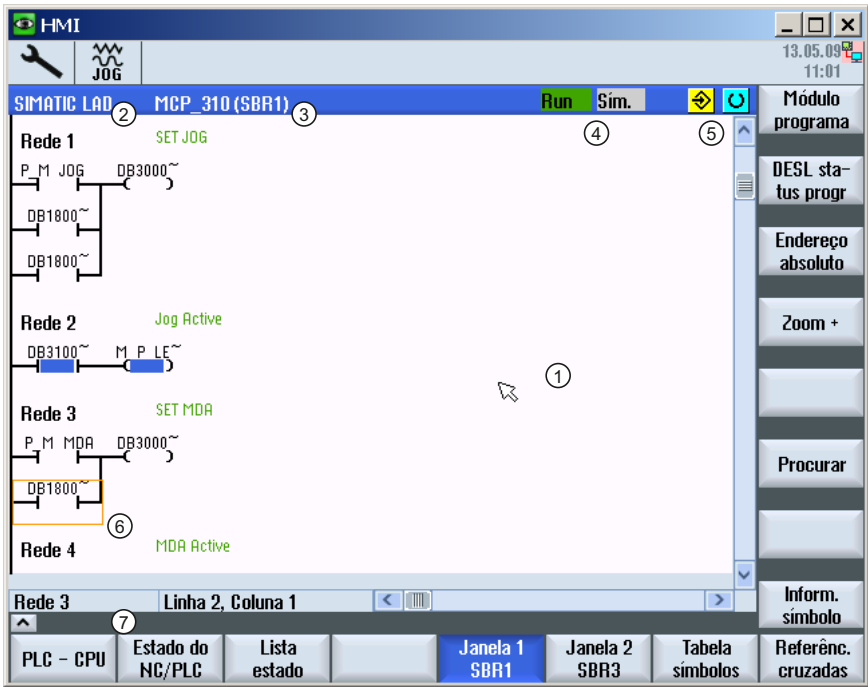 HMI
JOG
13.05.09
11:01
SIMATIC LAD
2
MCP_310 (SBR1)
3
Run
Sím.
4
5
Módulo
programa
Rede 1
SET JOG
P_M JOG
DB3000~
DB1800~
DB1800~
DESL sta-
tus progr
Endereço
absoluto
Rede 2
Jog Active
DB3100~
M_P_LE~
Zoom +
1
Rede 3
SET MDA
P_M MDA
DB3000~
DB1800~
6
Procurar
Rede 4
MDA Active
Rede 3
Linha 2, Coluna 1
7
Inform.
símbolo
PLC - CPU
Estado do
NC/PLC
Lista
estado
Janela 1
SBR1
Janela 2
SBR3
Tabela
símbolos
Referênc.
cruzadas